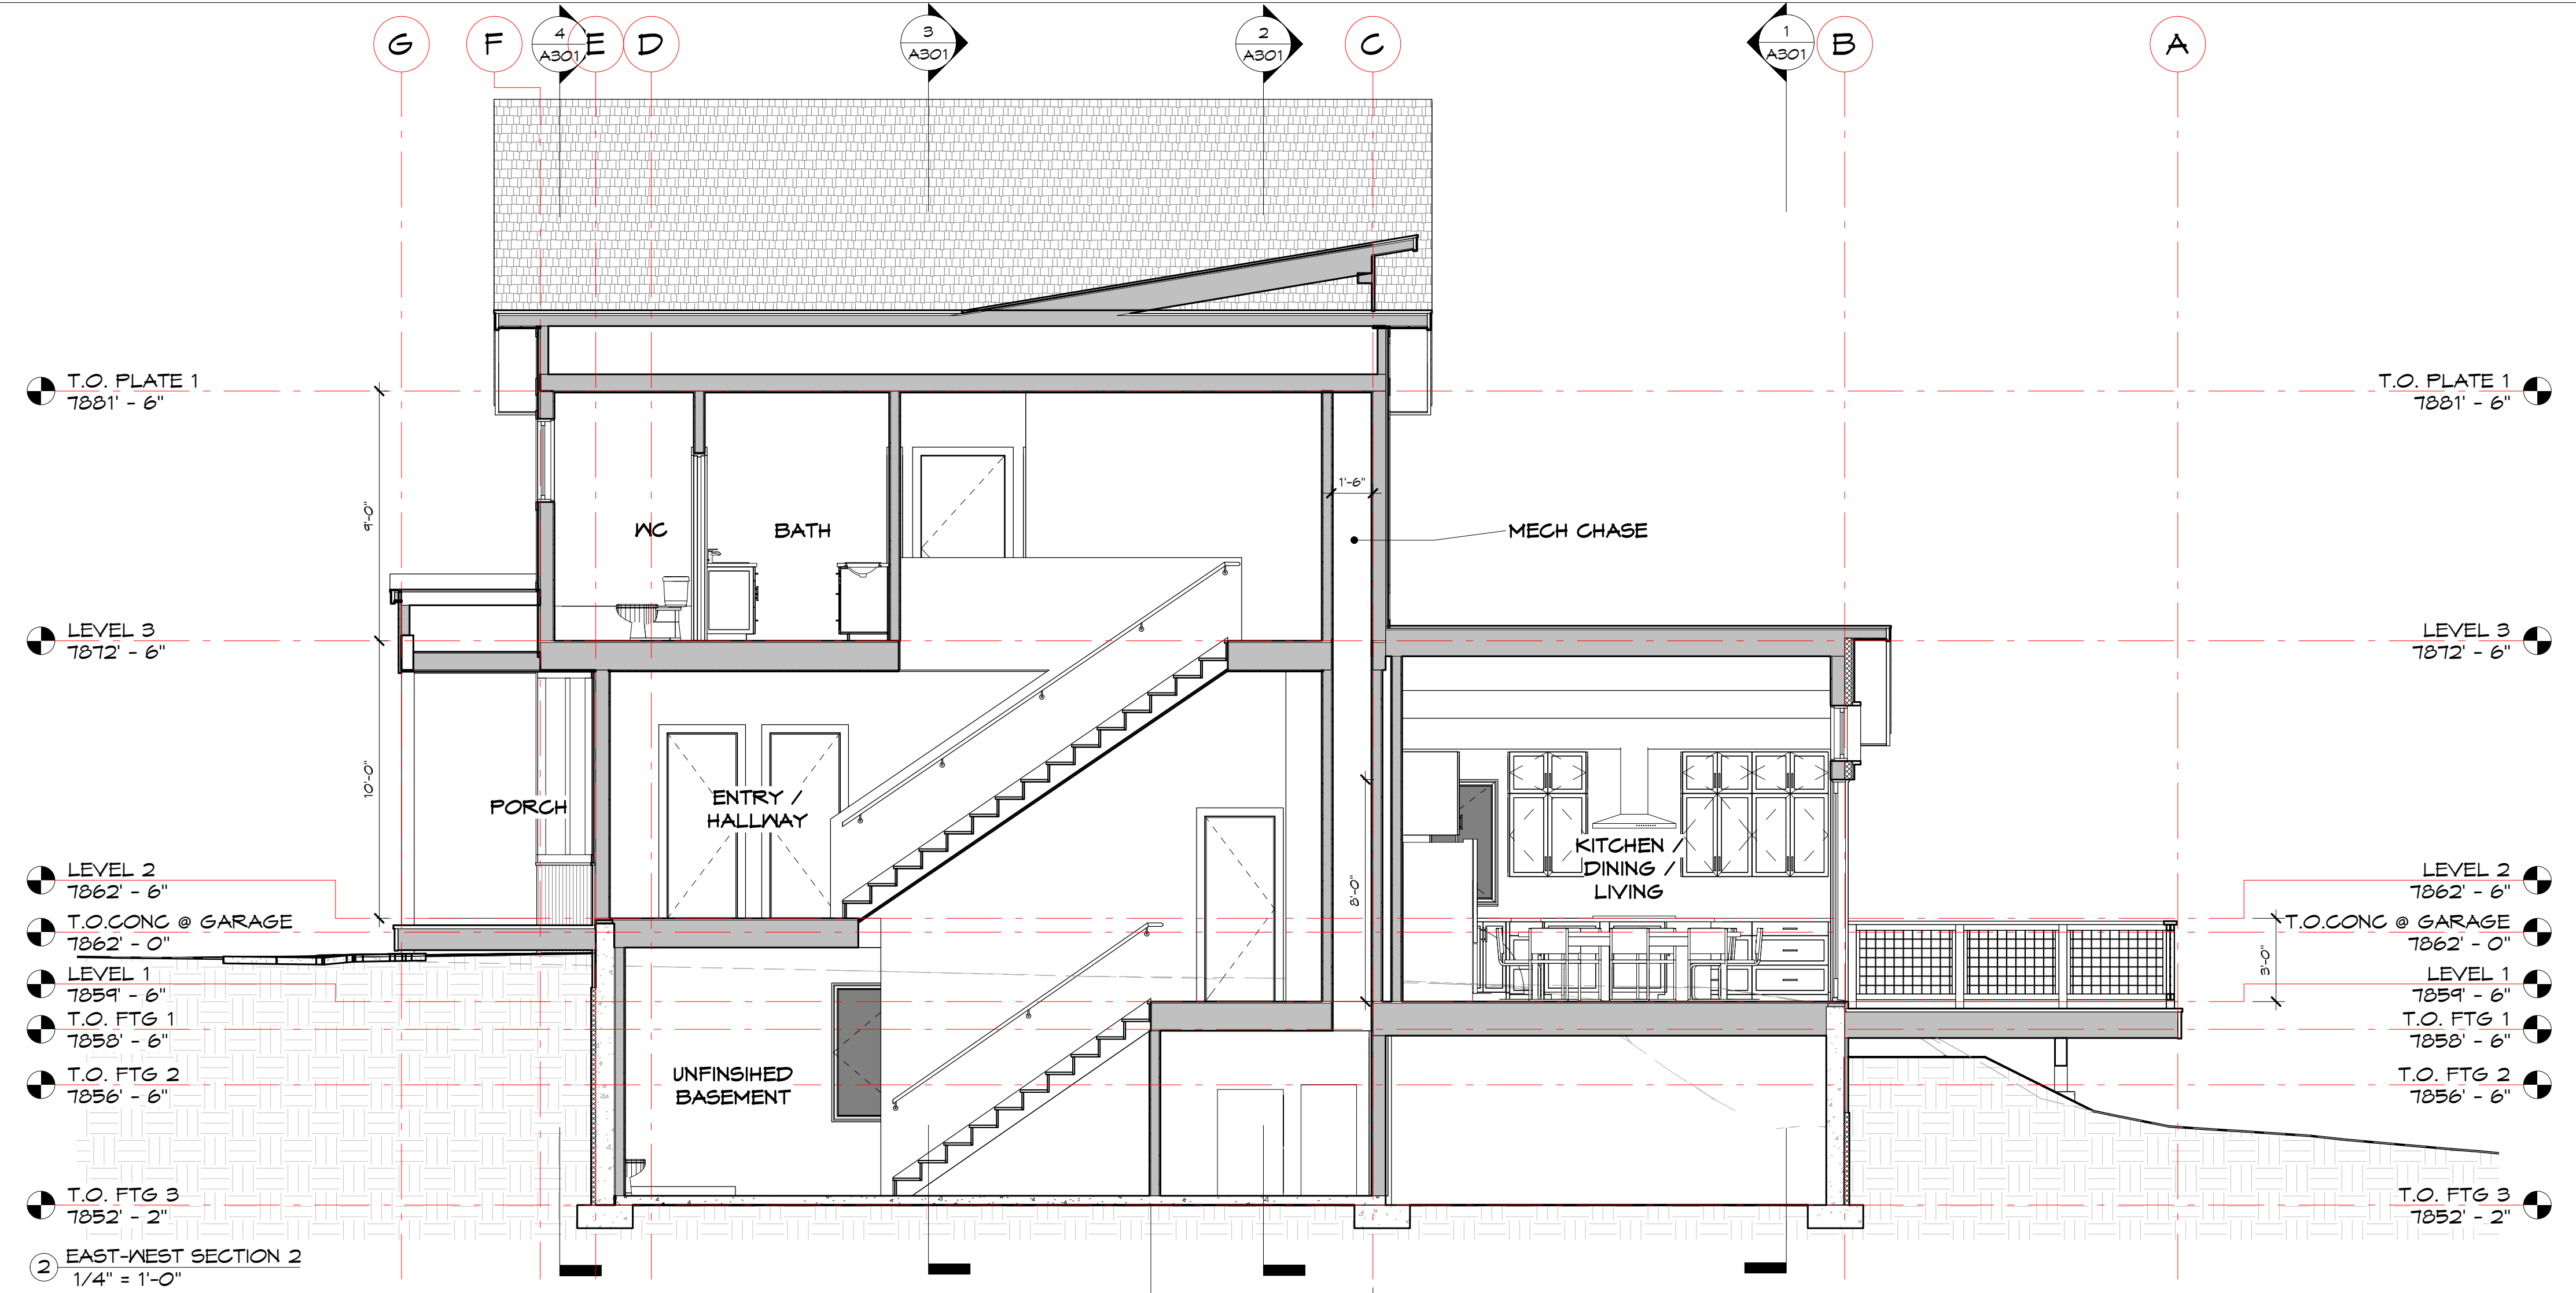 G
F
4
A301
E
D
3
A301
2
A301
C
1
A301
B
A
T.O. PLATE 1
7881' - 6"
T.O. PLATE 1
7881' - 6"
9'-0"
1'-6"
WC
BATH
MECH CHASE
LEVEL 3
7872' - 6"
LEVEL 3
7872' - 6"
10'-0"
PORCH
ENTRY /
HALLWAY
8'-0"
KITCHEN /
DINING /
LIVING
LEVEL 2
7862' - 6"
LEVEL 2
7862' - 6"
T.O.CONC @ GARAGE
7862' - 0"
T.O.CONC @ GARAGE
7862' - 0"
3'-0"
LEVEL 1
7859' - 6"
LEVEL 1
7859' - 6"
T.O. FTG 1
7858' - 6"
T.O. FTG 1
7858' - 6"
UNFINSIHED
BASEMENT
T.O. FTG 2
7856' - 6"
T.O. FTG 2
7856' - 6"
T.O. FTG 3
7852' - 2"
T.O. FTG 3
7852' - 2"
2
EAST-WEST SECTION 2
1/4" = 1'-0"